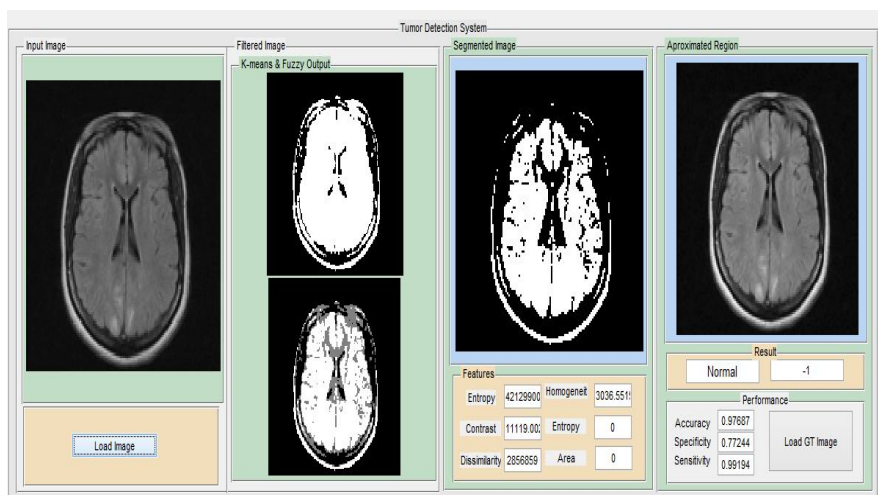 Tumor Detection System
Input Image
Load Image
Filtered Image
K-means & Fuzzy Output
Segmented Image
Features
Entropy 42129900 Homogeneit 3036.551
Contrast 11119.00 Entropy 0
Dissimilarity 2856859 Area 0
Aproximated Region
Result
Normal -1
Performance
Accuracy 0.97687
Specificity 0.77244
Sensitivity 0.99194
Load GT Image